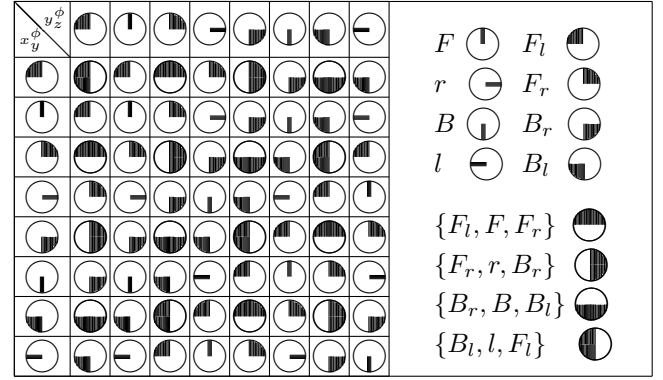 y_z^ϕ
x_y^ϕ
F F_l
r F_r
B B_r
l B_l
{F_l, F, F_r}
{F_r, r, B_r}
{B_r, B, B_l}
{B_l, l, F_l}